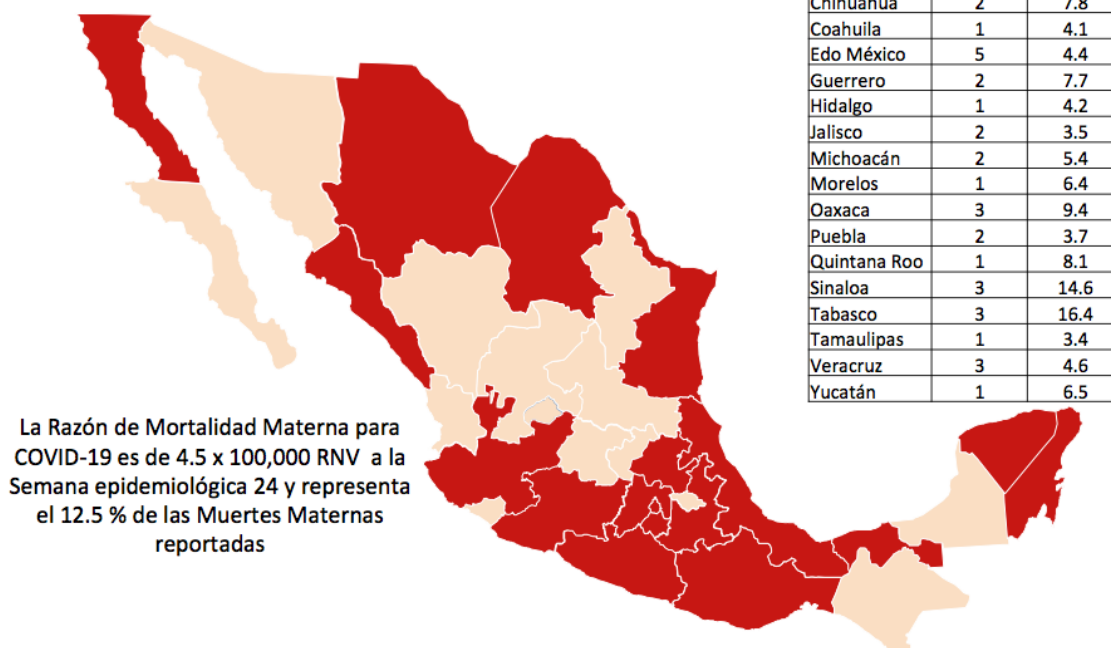 Chihuahua 2 7.8
Coahuila 1 4.1
Edo México 5 4.4
Guerrero 2 7.7
Hidalgo 1 4.2
Jalisco 2 3.5
Michoacán 2 5.4
Morelos 1 6.4
Oaxaca 3 9.4
Puebla 2 3.7
Quintana Roo 1 8.1
Sinaloa 3 14.6
Tabasco 3 16.4
Tamaulipas 1 3.4
Veracruz 3 4.6
Yucatán 1 6.5
La Razón de Mortalidad Materna para
COVID-19 es de 4.5 x 100,000 RNV a la
Semana epidemiológica 24 y representa
el 12.5 % de las Muertes Maternas
reportadas